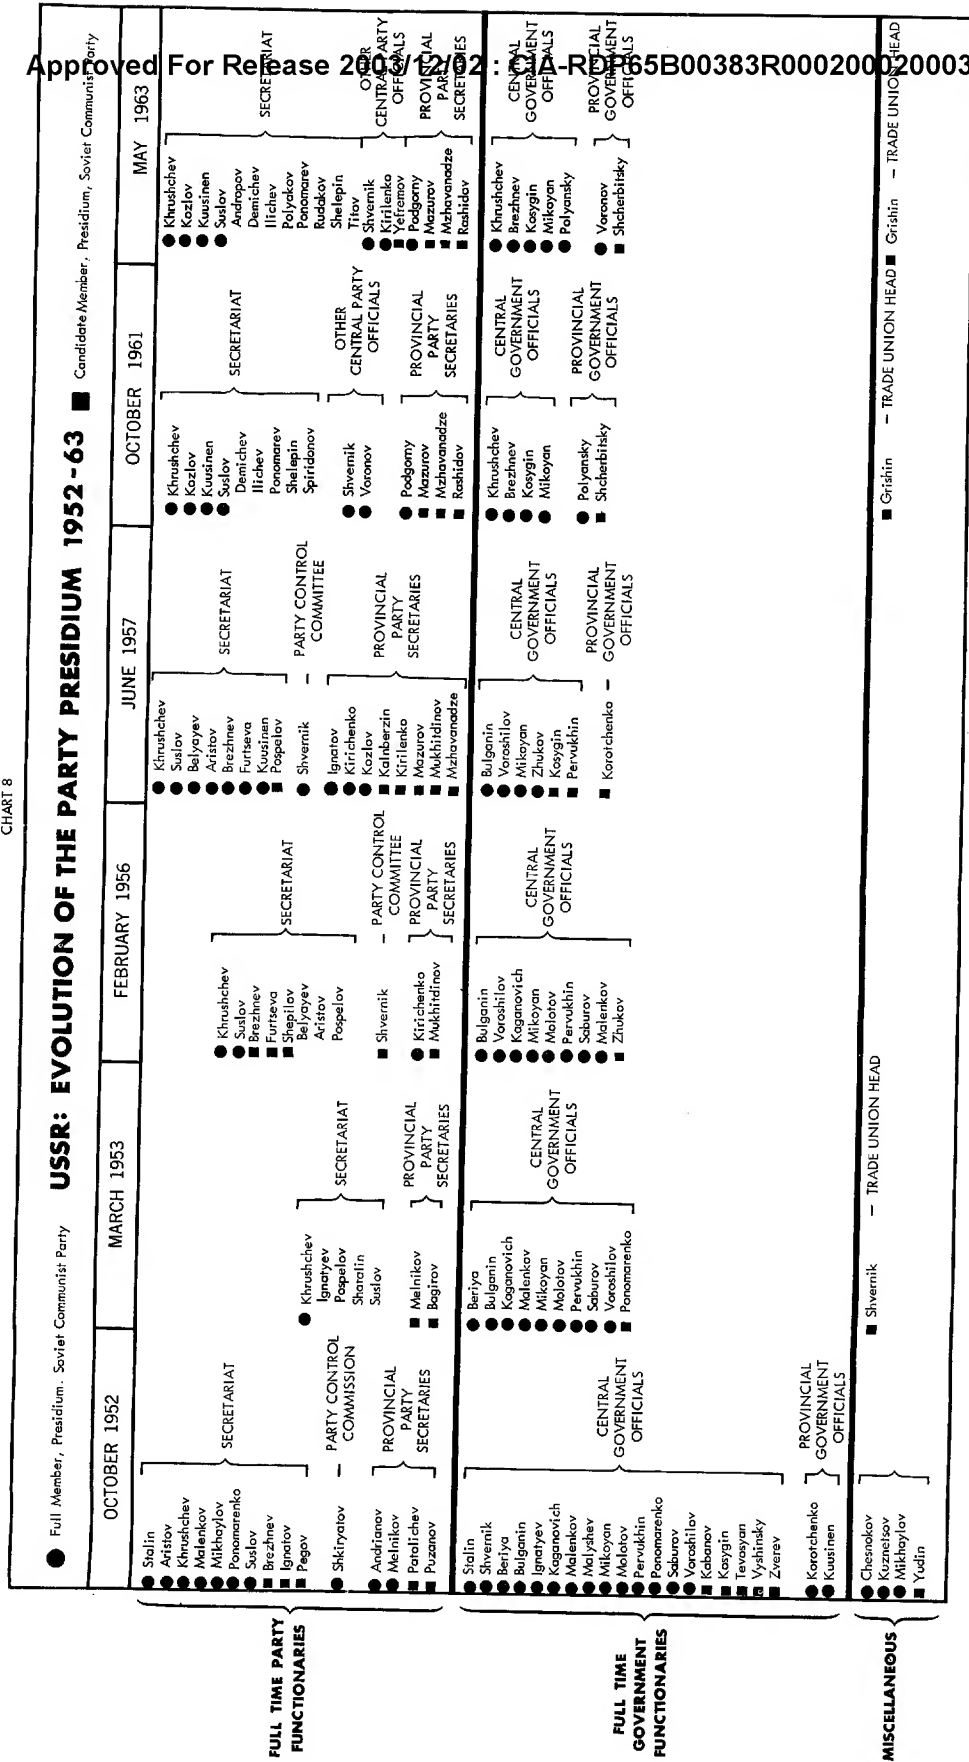 Approved For Release 2003/12/02 : CIA-RDP65B00383R000200020003
CHART 8
USSR: EVOLUTION OF THE PARTY PRESIDIUM 1952-63
● Full Member, Presidium. Soviet Communist Party
■ Candidate Member, Presidium, Soviet Communist Party
OCTOBER 1952
MARCH 1953
FEBRUARY 1956
JUNE 1957
OCTOBER 1961
MAY 1963
FULL TIME PARTY
FUNCTIONARIES
● Stalin
● Aristov
● Khrushchev
● Malenkov
● Mikhaylov
● Ponomarenko
● Suslov
■ Brezhnev
■ Ignatov
■ Pegov
SECRETARIAT
● Shkiryatov
– PARTY CONTROL
COMMISSION
● Andrianov
● Melnikov
■ Patolichev
■ Puzanov
PROVINCIAL
PARTY
SECRETARIES
● Khrushchev
Ignatyev
Pospelov
Shatalin
Suslov
SECRETARIAT
■ Melnikov
■ Bagirov
PROVINCIAL
PARTY
SECRETARIES
● Khrushchev
● Suslov
■ Brezhnev
■ Furtseva
■ Shepilov
Belyayev
Aristov
Pospelov
SECRETARIAT
■ Shvernik
– PARTY CONTROL
COMMITTEE
● Kirichenko
■ Mukhitdinov
PROVINCIAL
PARTY
SECRETARIES
● Khrushchev
● Suslov
● Belyayev
● Aristov
● Brezhnev
● Furtseva
● Kuusinen
■ Pospelov
SECRETARIAT
● Shvernik
– PARTY CONTROL
COMMITTEE
● Ignatov
● Kirichenko
● Kozlov
■ Kalnberzin
■ Kirilenko
■ Mazurov
■ Mukhitdinov
■ Mzhavanadze
PROVINCIAL
PARTY
SECRETARIES
● Khrushchev
● Kozlov
● Kuusinen
● Suslov
Demichev
Ilichev
Ponomarev
Shelepin
Spiridonov
SECRETARIAT
● Shvernik
● Voronov
OTHER
CENTRAL PARTY
OFFICIALS
● Podgorny
■ Mazurov
■ Mzhavanadze
■ Rashidov
PROVINCIAL
PARTY
SECRETARIES
● Khrushchev
● Kozlov
● Kuusinen
● Suslov
Andropov
Demichev
Ilichev
Polyakov
Ponomarev
Rudakov
Shelepin
Titov
SECRETARIAT
● Shvernik
● Kirilenko
■ Yefremov
OTHER
CENTRAL PARTY
OFFICIALS
● Podgorny
■ Mazurov
■ Mzhavanadze
■ Rashidov
PROVINCIAL
PARTY
SECRETARIES
FULL TIME
GOVERNMENT
FUNCTIONARIES
● Stalin
● Shvernik
● Beriya
● Bulganin
● Ignatyev
● Kaganovich
● Malenkov
● Malyshev
● Mikoyan
● Molotov
● Pervukhin
● Ponomarenko
● Saburov
● Voroshilov
■ Kabanov
■ Kosygin
■ Tevosyan
■ Vyshinsky
■ Zverev
CENTRAL
GOVERNMENT
OFFICIALS
● Korotchenko
● Kuusinen
PROVINCIAL
GOVERNMENT
OFFICIALS
● Beriya
● Bulganin
● Kaganovich
● Malenkov
● Mikoyan
● Molotov
● Pervukhin
● Saburov
● Voroshilov
■ Ponomarenko
CENTRAL
GOVERNMENT
OFFICIALS
● Bulganin
● Voroshilov
● Kaganovich
● Mikoyan
● Molotov
● Pervukhin
● Saburov
● Malenkov
■ Zhukov
CENTRAL
GOVERNMENT
OFFICIALS
● Bulganin
● Voroshilov
● Mikoyan
● Zhukov
■ Kosygin
■ Pervukhin
CENTRAL
GOVERNMENT
OFFICIALS
■ Korotchenko –
PROVINCIAL
GOVERNMENT
OFFICIALS
● Khrushchev
● Brezhnev
● Kosygin
● Mikoyan
CENTRAL
GOVERNMENT
OFFICIALS
● Polyansky
■ Shcherbitsky
PROVINCIAL
GOVERNMENT
OFFICIALS
● Khrushchev
● Brezhnev
● Kosygin
● Mikoyan
● Polyansky
CENTRAL
GOVERNMENT
OFFICIALS
● Voronov
■ Shcherbitsky
PROVINCIAL
GOVERNMENT
OFFICIALS
MISCELLANEOUS
● Chesnokov
● Kuznetsov
● Mikhaylov
■ Yudin
■ Shvernik – TRADE UNION HEAD
■ Grishin – TRADE UNION HEAD
■ Grishin – TRADE UNION HEAD